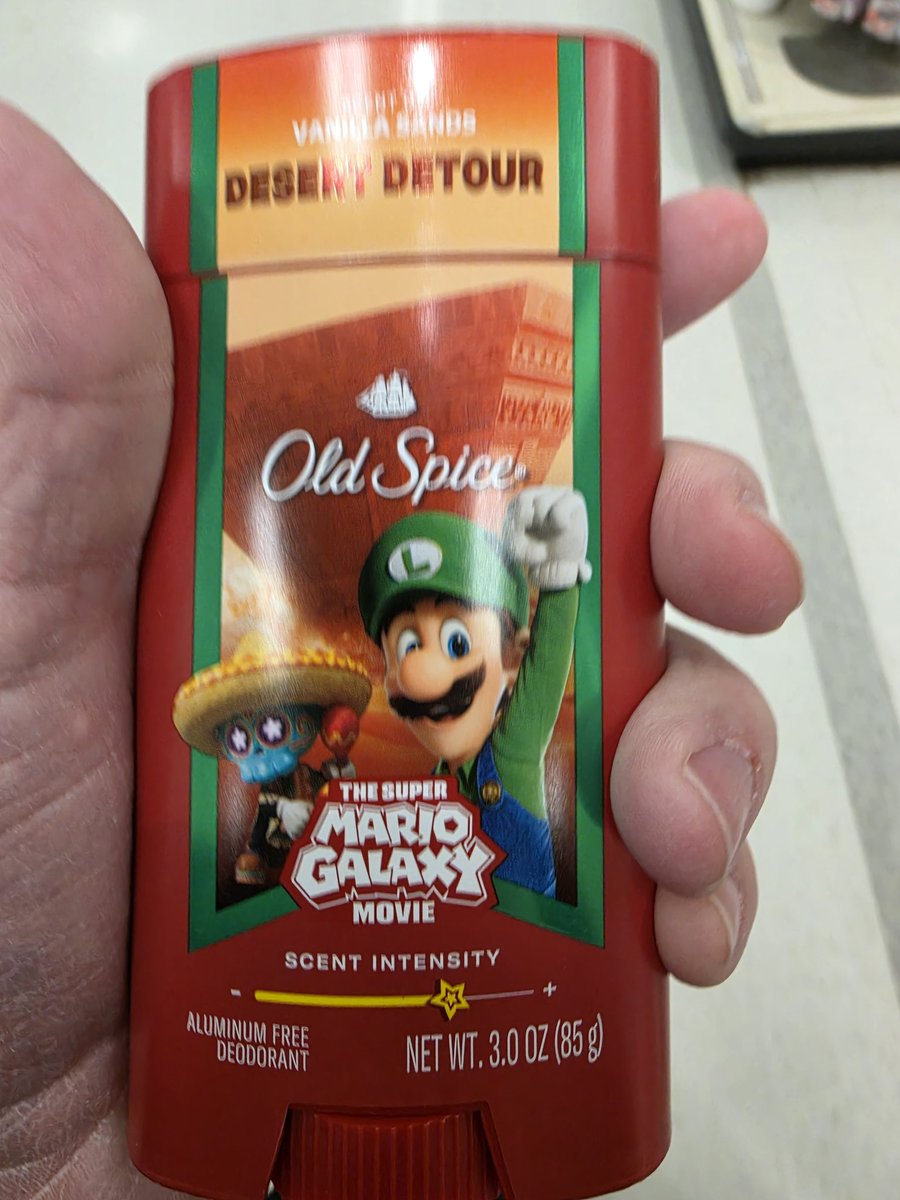 VANILLA SANDS
DESERT DETOUR
Old Spice®
L
THE SUPER
MARIO
GALAXY
MOVIE
SCENT INTENSITY
- +
ALUMINUM FREE
DEODORANT
NET WT. 3.0 OZ (85 g)